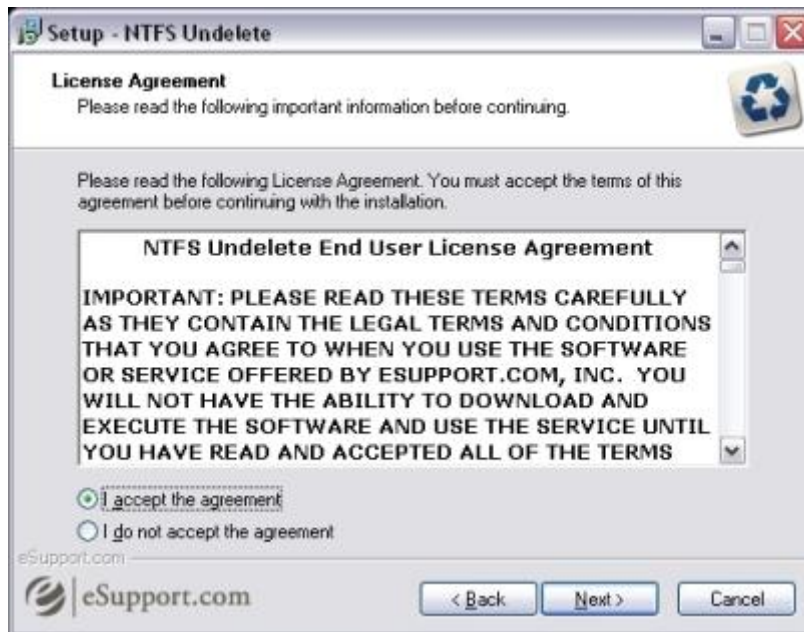 Setup - NTFS Undelete
License Agreement
Please read the following important information before continuing.
Please read the following License Agreement. You must accept the terms of this
agreement before continuing with the installation.
NTFS Undelete End User License Agreement
IMPORTANT: PLEASE READ THESE TERMS CAREFULLY
AS THEY CONTAIN THE LEGAL TERMS AND CONDITIONS
THAT YOU AGREE TO WHEN YOU USE THE SOFTWARE
OR SERVICE OFFERED BY ESUPPORT.COM, INC. YOU
WILL NOT HAVE THE ABILITY TO DOWNLOAD AND
EXECUTE THE SOFTWARE AND USE THE SERVICE UNTIL
YOU HAVE READ AND ACCEPTED ALL OF THE TERMS
I accept the agreement
I do not accept the agreement
eSupport.com
eSupport.com
< Back
Next >
Cancel